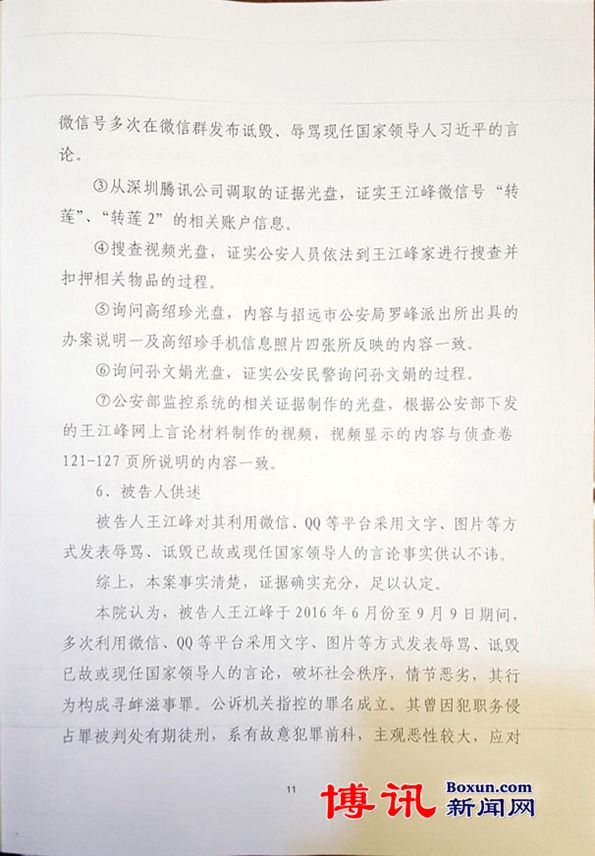 微信号多次在微信群发布诋毁、辱骂现任国家领导人习近平的言
论。
③从深圳腾讯公司调取的证据光盘，证实王江峰微信号“转
莲”、“转莲2”的相关账户信息。
④搜查视频光盘，证实公安人员依法到王江峰家进行搜查并
扣押相关物品的过程。
⑤询问高绍珍光盘，内容与招远市公安局罗峰派出所出具的
办案说明一及高绍珍手机信息照片四张所反映的内容一致。
⑥询问孙文娟光盘，证实公安民警询问孙文娟的过程。
⑦公安部监控系统的相关证据制作的光盘，根据公安部下发
的王江峰网上言论材料制作的视频，视频显示的内容与侦查卷
121-127页所说明的内容一致。
6、被告人供述
被告人王江峰对其利用微信、QQ等平台采用文字、图片等方
式发表辱骂、诋毁已故或现任国家领导人的言论事实供认不讳。
综上，本案事实清楚，证据确实充分，足以认定。
本院认为，被告人王江峰于2016年6月份至9月9日期间，
多次利用微信、QQ等平台采用文字、图片等方式发表辱骂、诋毁
已故或现任国家领导人的言论，破坏社会秩序，情节恶劣，其行
为构成寻衅滋事罪。公诉机关指控的罪名成立。其曾因犯职务侵
占罪被判处有期徒刑，系有故意犯罪前科，主观恶性较大，应对
11
博讯 Boxun.com
新闻网